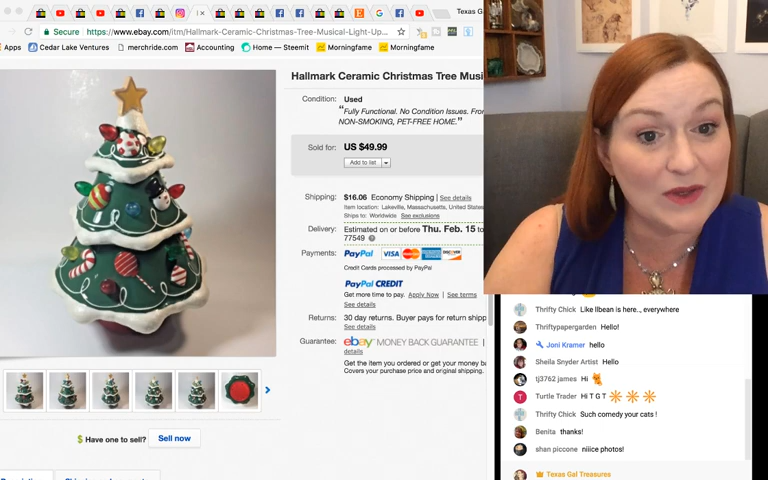 Texas G
Secure https://www.ebay.com/itm/Hallmark-Ceramic-Christmas-Tree-Musical-Light-Up...
Apps Cedar Lake Ventures merchride.com Accounting Home — Steemit Morningfame Morningfame
Hallmark Ceramic Christmas Tree Musi
Condition: Used
“Fully Functional. No Condition Issues. Fror
NON-SMOKING, PET-FREE HOME.”
Sold for: US $49.99
Add to list
Shipping: $16.06 Economy Shipping | See details
Item location: Lakeville, Massachusetts, United States
Ships to: Worldwide See exclusions
Delivery: Estimated on or before Thu. Feb. 15 to
77549
Payments: PayPal VISA DISCOVER
Credit Cards processed by PayPal
PayPal CREDIT
Get more time to pay. Apply Now | See terms
See details
Returns: 30 day returns. Buyer pays for return shipp
See details
Guarantee: ebay MONEY BACK GUARANTEE |
details
Get the item you ordered or get your money ba
Covers your purchase price and original shipping.
$ Have one to sell? Sell now
Thrifty Chick Like Ilbean is here.., everywhere
Thriftypapergarden Hello!
Joni Kramer hello
Sheila Snyder Artist Hello
tj3762 james Hi
T Turtle Trader Hi T G T
Thrifty Chick Such comedy your cats !
Benita thanks!
shan piccone niiice photos!
Texas Gal Treasures